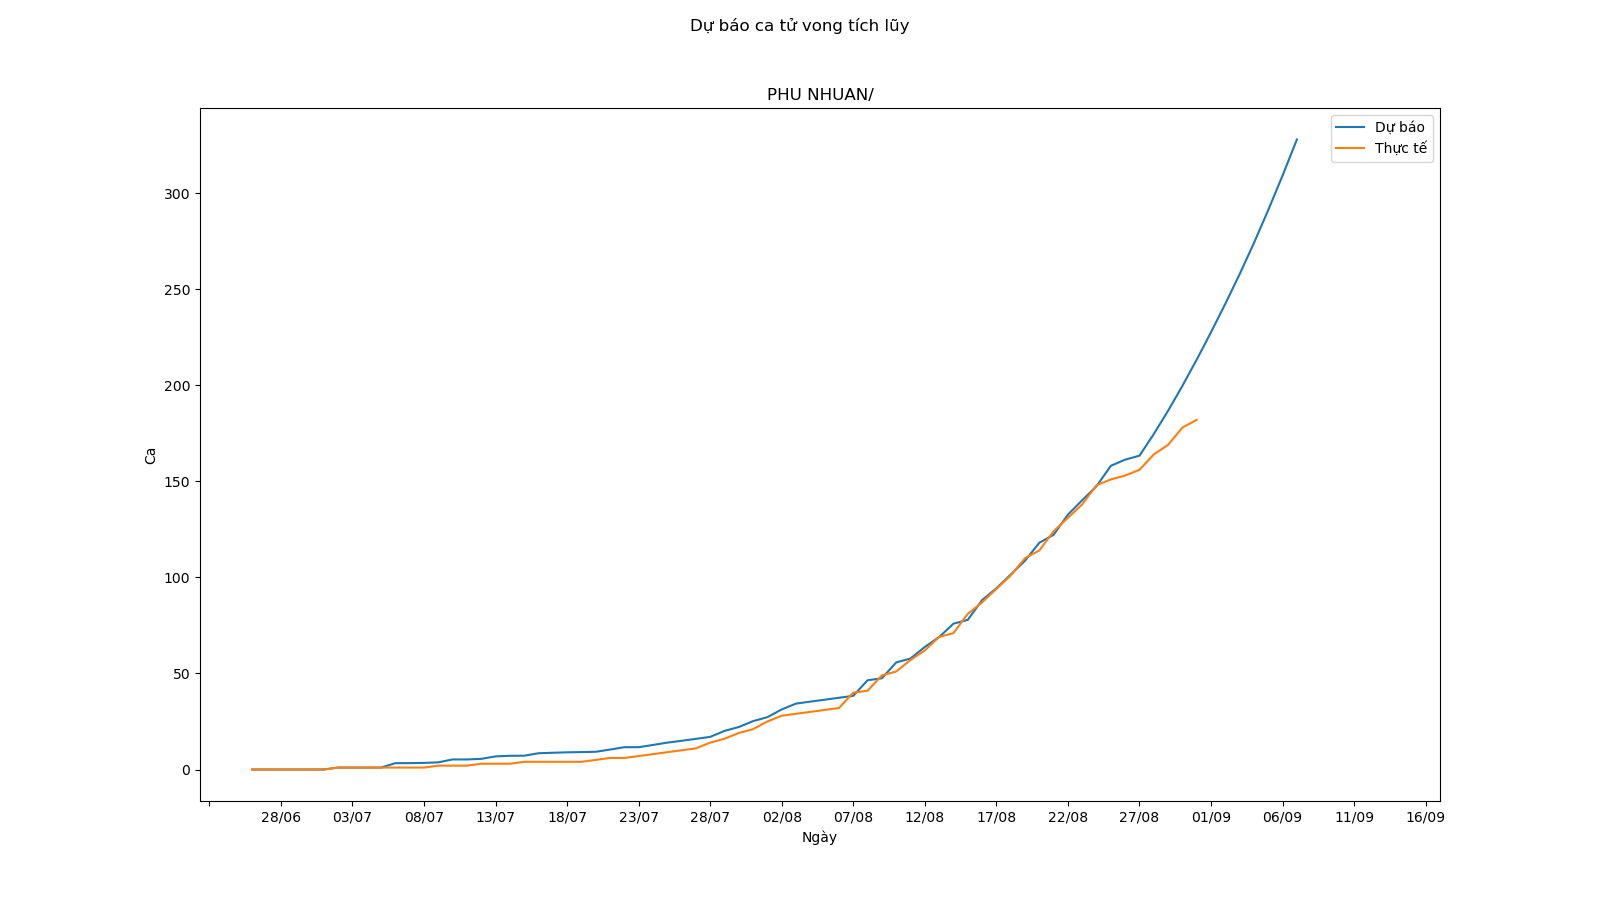 Dự báo ca tử vong tích lũy
PHU NHUAN/
Dự báo
Thực tế
300
250
200
150
100
50
0
Ca
28/06 03/07 08/07 13/07 18/07 23/07 28/07 02/08 07/08 12/08 17/08 22/08 27/08 01/09 06/09 11/09 16/09
Ngày